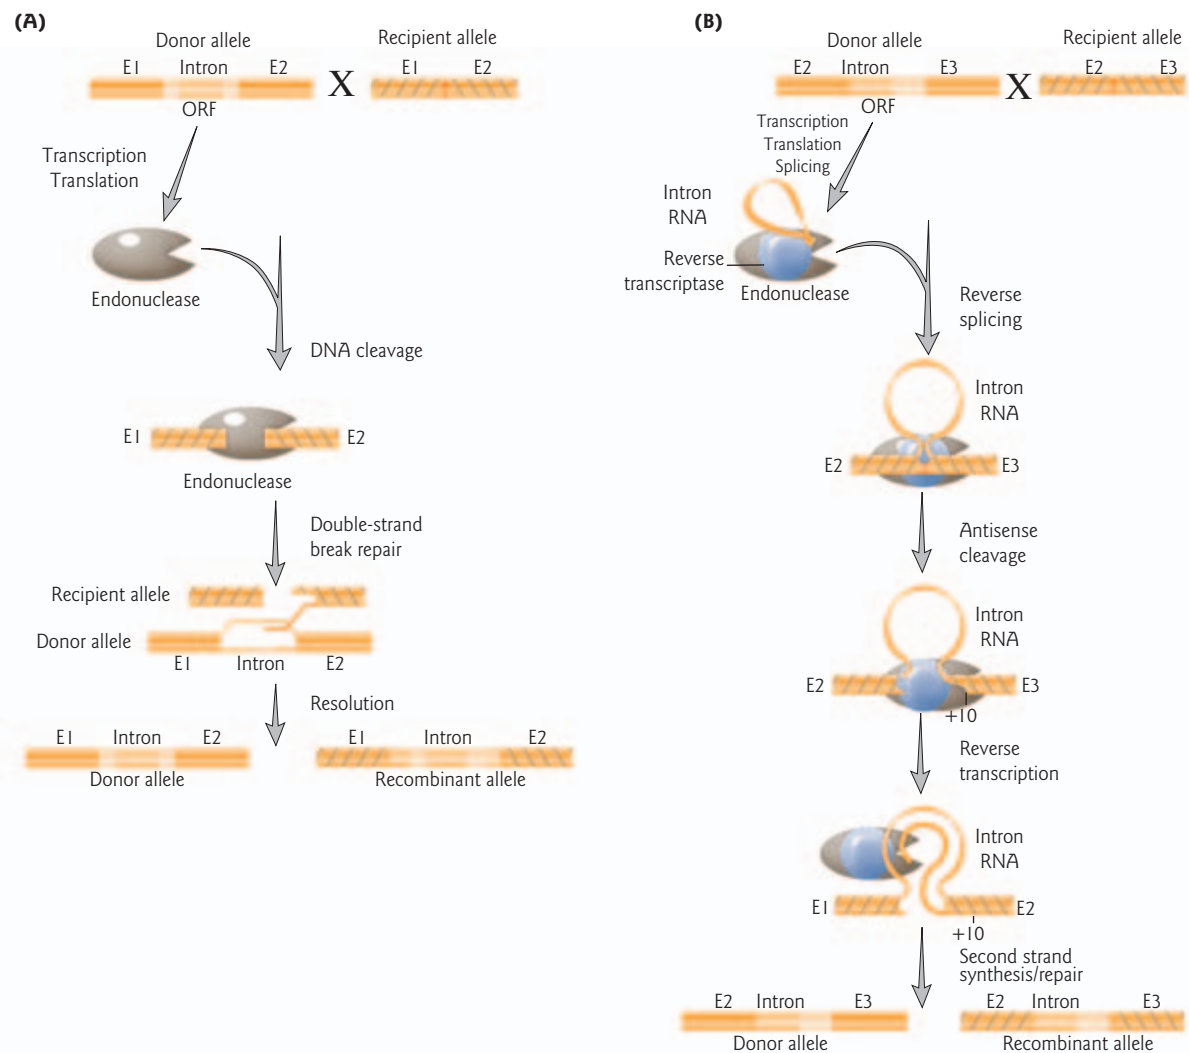 (A)
Donor allele
Recipient allele
E1 Intron E2
X
E1 E2
ORF
Transcription
Translation
Endonuclease
DNA cleavage
E1
E2
Endonuclease
Double-strand
break repair
Recipient allele
Donor allele
E1 Intron E2
Resolution
E1 Intron E2
Donor allele
E1 Intron E2
Recombinant allele
(B)
Donor allele
Recipient allele
E2 Intron E3
X
E2 E3
ORF
Transcription
Translation
Splicing
Intron
RNA
Reverse
transcriptase
Endonuclease
Reverse
splicing
Intron
RNA
E2
E3
Antisense
cleavage
Intron
RNA
E2
E3
+10
Reverse
transcription
Intron
RNA
E1
E2
+10
Second strand
synthesis/repair
E2 Intron E3
Donor allele
E2 Intron E3
Recombinant allele